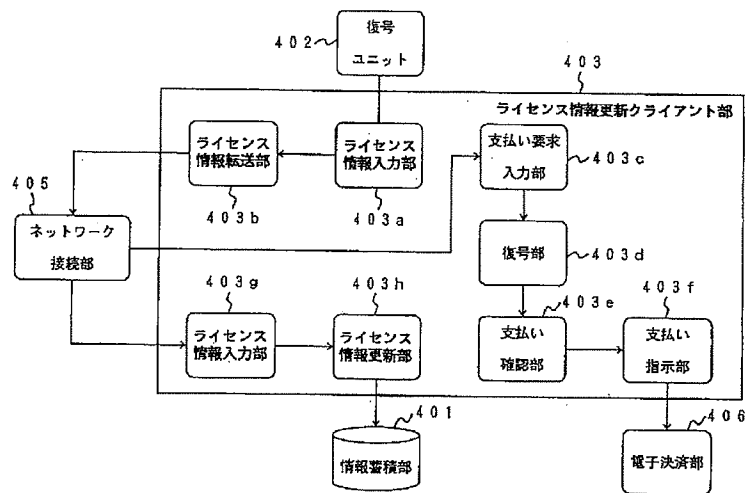 402
復号
ユニット
403
ライセンス情報更新クライアント部
ライセンス
情報転送部
403b
ライセンス
情報入力部
403a
支払い要求
入力部
403c
405
ネットワーク
接続部
復号部
403d
403g
ライセンス
情報入力部
403h
ライセンス
情報更新部
403e
支払い
確認部
403f
支払い
指示部
401
情報蓄積部
406
電子決済部